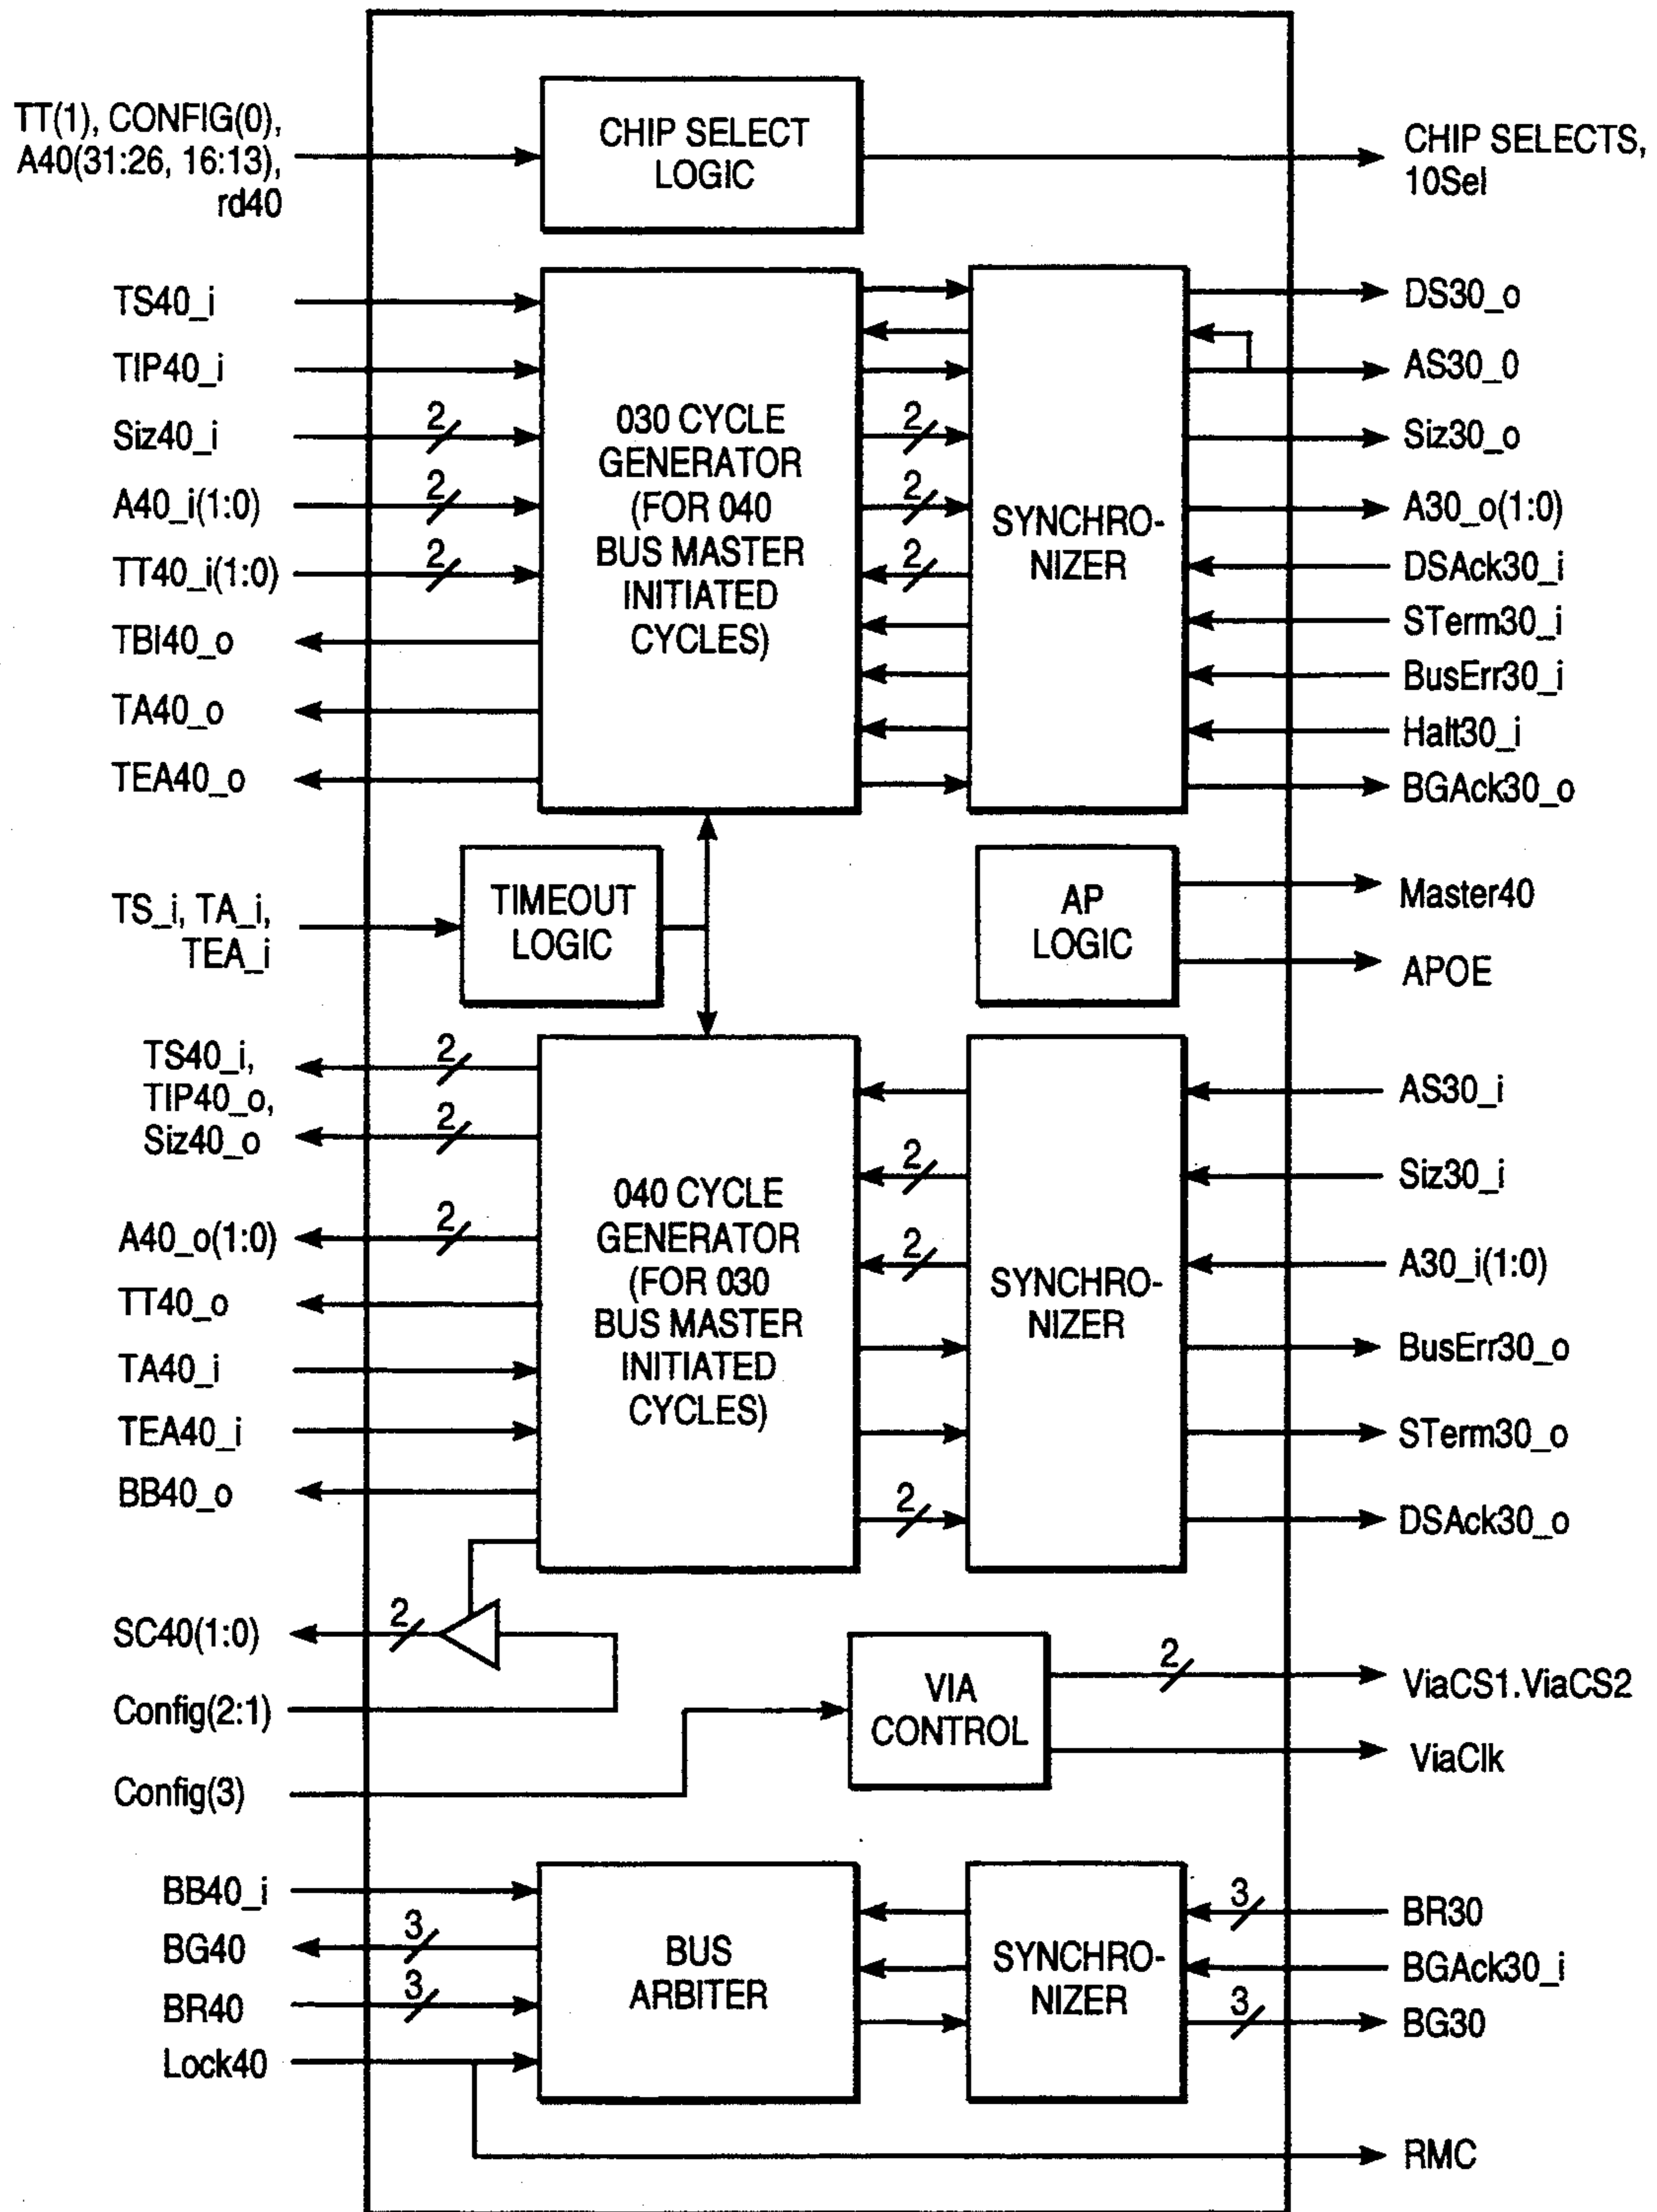 TT(1), CONFIG(0),
A40(31:26, 16:13),
rd40
CHIP SELECT
LOGIC
CHIP SELECTS,
10Sel
TS40_i
TIP40_i
Siz40_i
2
A40_i(1:0)
2
TT40_i(1:0)
2
TBI40_o
TA40_o
TEA40_o
030 CYCLE
GENERATOR
(FOR 040
BUS MASTER
INITIATED
CYCLES)
2
2
2
SYNCHRO-
NIZER
DS30_o
AS30_0
Siz30_o
A30_o(1:0)
DSAck30_i
STerm30_i
BusErr30_i
Halt30_i
BGAck30_o
TS_i, TA_i,
TEA_i
TIMEOUT
LOGIC
AP
LOGIC
Master40
APOE
TS40_i,
TIP40_o,
Siz40_o
2
2
A40_o(1:0)
2
TT40_o
TA40_i
TEA40_i
BB40_o
040 CYCLE
GENERATOR
(FOR 030
BUS MASTER
INITIATED
CYCLES)
2
2
2
SYNCHRO-
NIZER
AS30_i
Siz30_i
A30_i(1:0)
BusErr30_o
STerm30_o
DSAck30_o
SC40(1:0)
2
Config(2:1)
Config(3)
VIA
CONTROL
2
ViaCS1.ViaCS2
ViaClk
BB40_i
BG40
3
BR40
3
Lock40
BUS
ARBITER
SYNCHRO-
NIZER
3
BR30
BGAck30_i
3
BG30
RMC